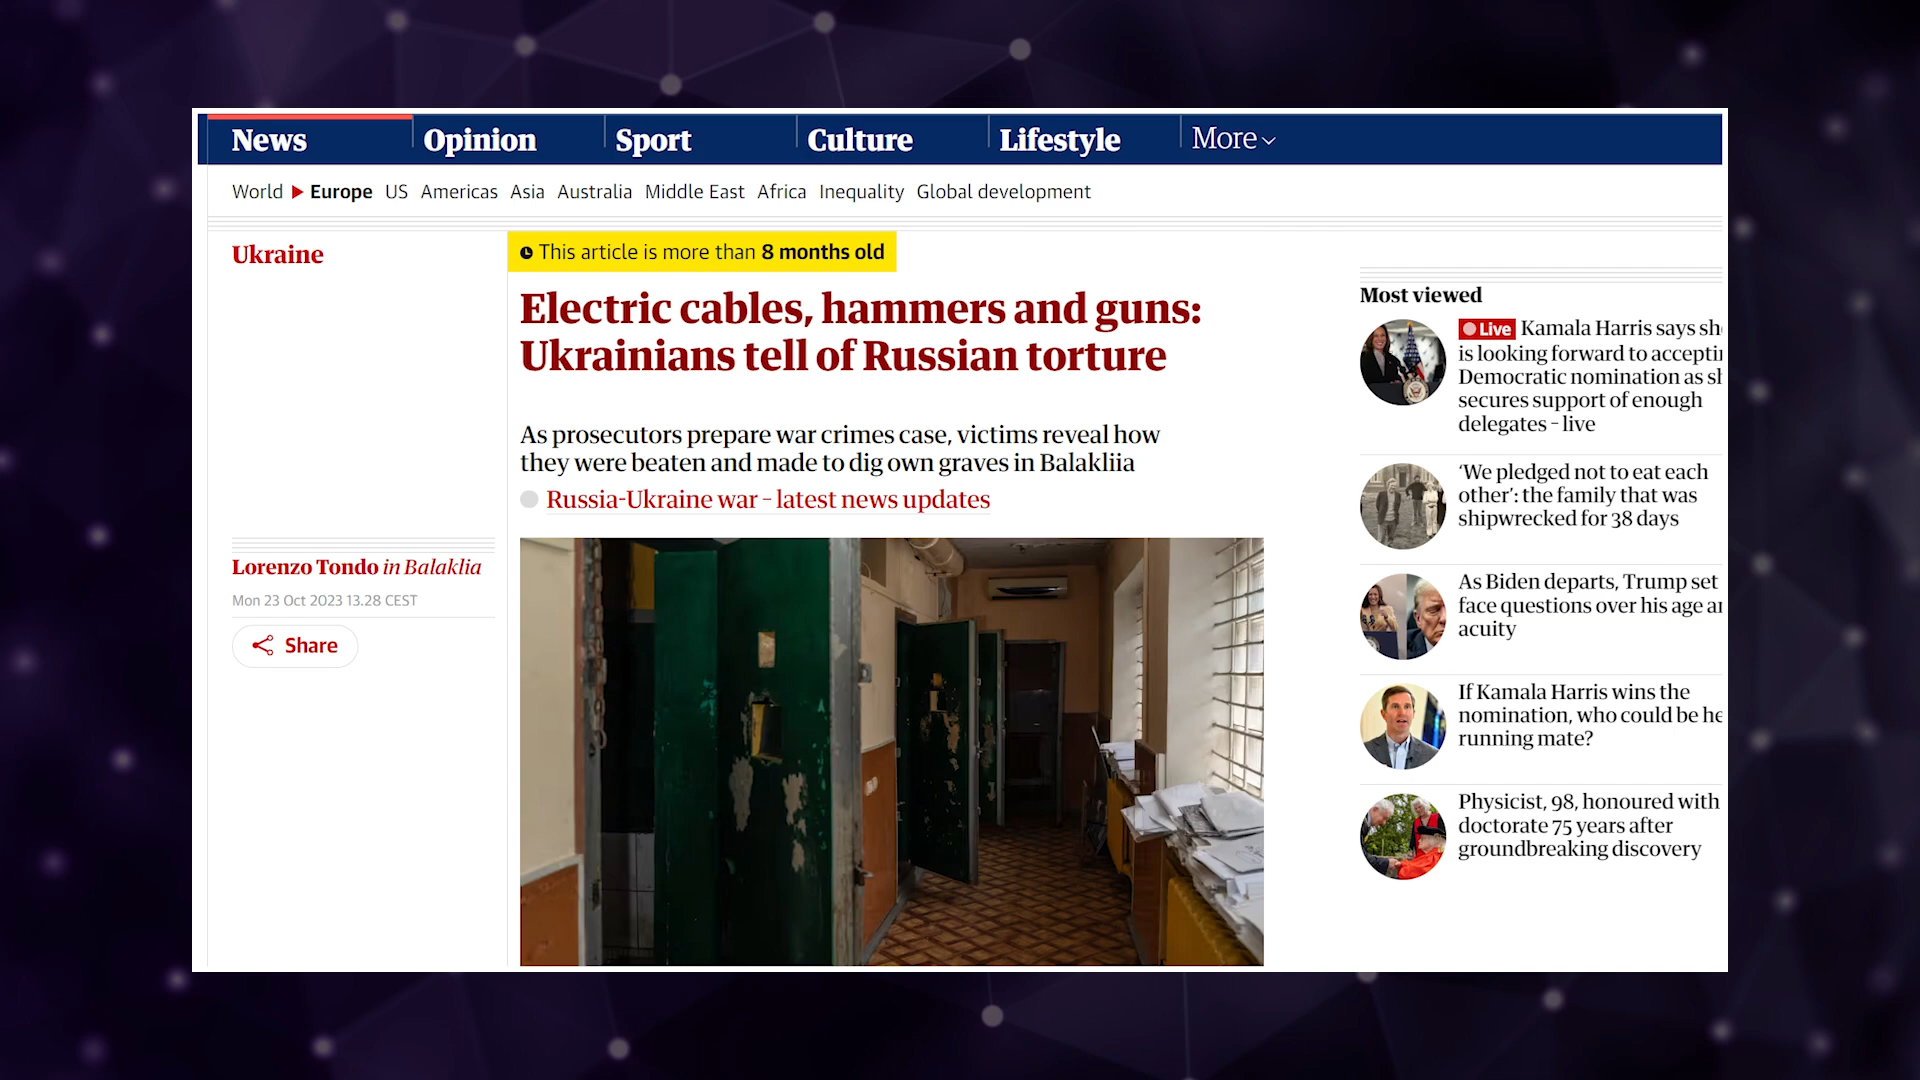 News Opinion Sport Culture Lifestyle More
World Europe US Americas Asia Australia Middle East Africa Inequality Global development
Ukraine
This article is more than 8 months old
Electric cables, hammers and guns:
Ukrainians tell of Russian torture
As prosecutors prepare war crimes case, victims reveal how
they were beaten and made to dig own graves in Balakliia
Russia-Ukraine war – latest news updates
Lorenzo Tondo in Balaklia
Mon 23 Oct 2023 13.28 CEST
Share
Most viewed
Live Kamala Harris says sh
is looking forward to accepti
Democratic nomination as sh
secures support of enough
delegates – live
‘We pledged not to eat each
other’: the family that was
shipwrecked for 38 days
As Biden departs, Trump set
face questions over his age an
acuity
If Kamala Harris wins the
nomination, who could be he
running mate?
Physicist, 98, honoured with
doctorate 75 years after
groundbreaking discovery